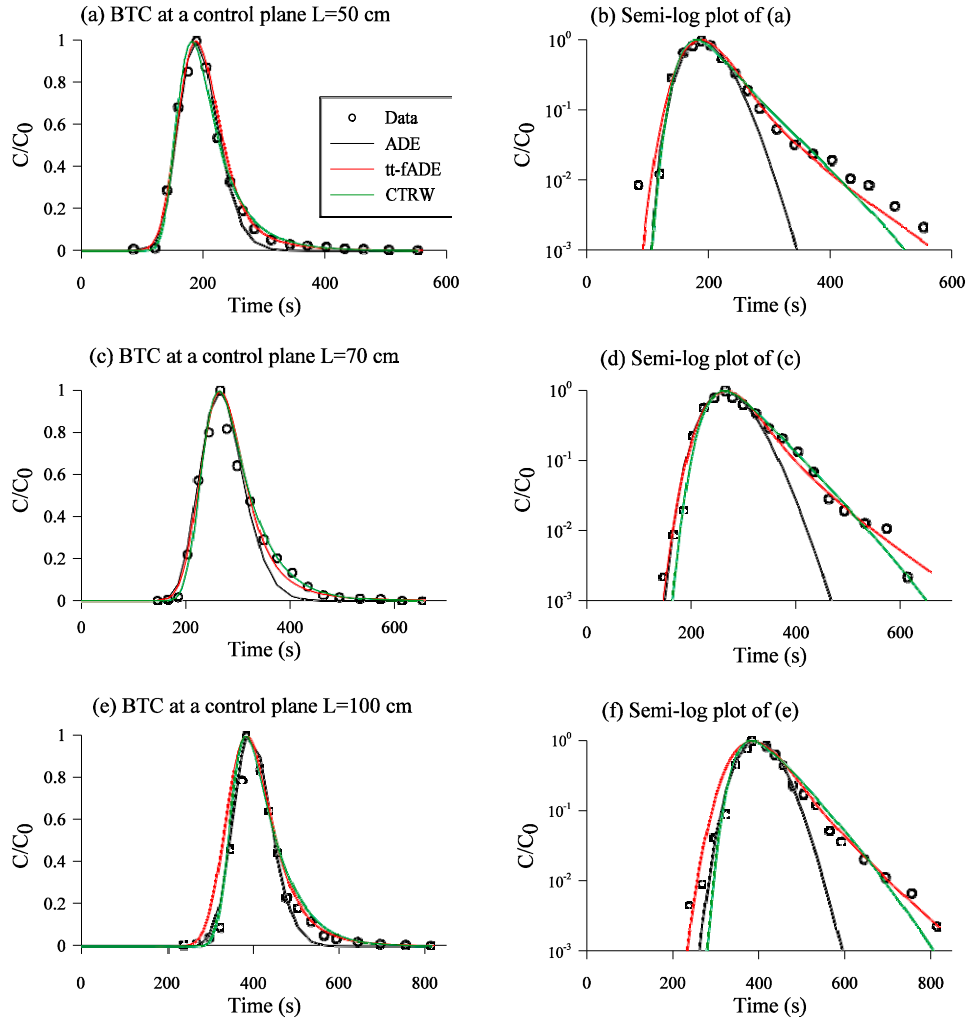 (a) BTC at a control plane L=50 cm
(b) Semi-log plot of (a)
1
0.8
0.6
0.4
0.2
0
C/C0
0
200
400
600
Time (s)
Data
ADE
tt-fADE
CTRW
10^0
10^-1
10^-2
10^-3
C/C0
0
200
400
600
Time (s)
(c) BTC at a control plane L=70 cm
(d) Semi-log plot of (c)
1
0.8
0.6
0.4
0.2
0
C/C0
0
200
400
600
Time (s)
10^0
10^-1
10^-2
10^-3
C/C0
0
200
400
600
Time (s)
(e) BTC at a control plane L=100 cm
(f) Semi-log plot of (e)
1
0.8
0.6
0.4
0.2
0
C/C0
0
200
400
600
800
Time (s)
10^0
10^-1
10^-2
10^-3
C/C0
0
200
400
600
800
Time (s)